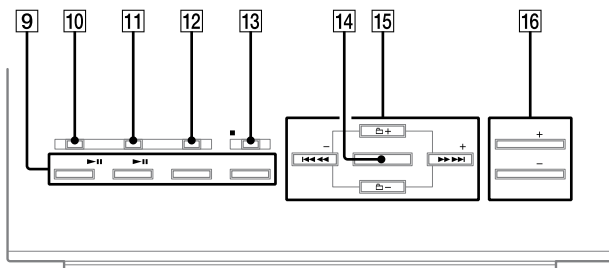 9 10 11 12 13 14 15 16
■ + 
+
- +
►II ►II I◄◄ ◄◄ ►► ►►I
-
-